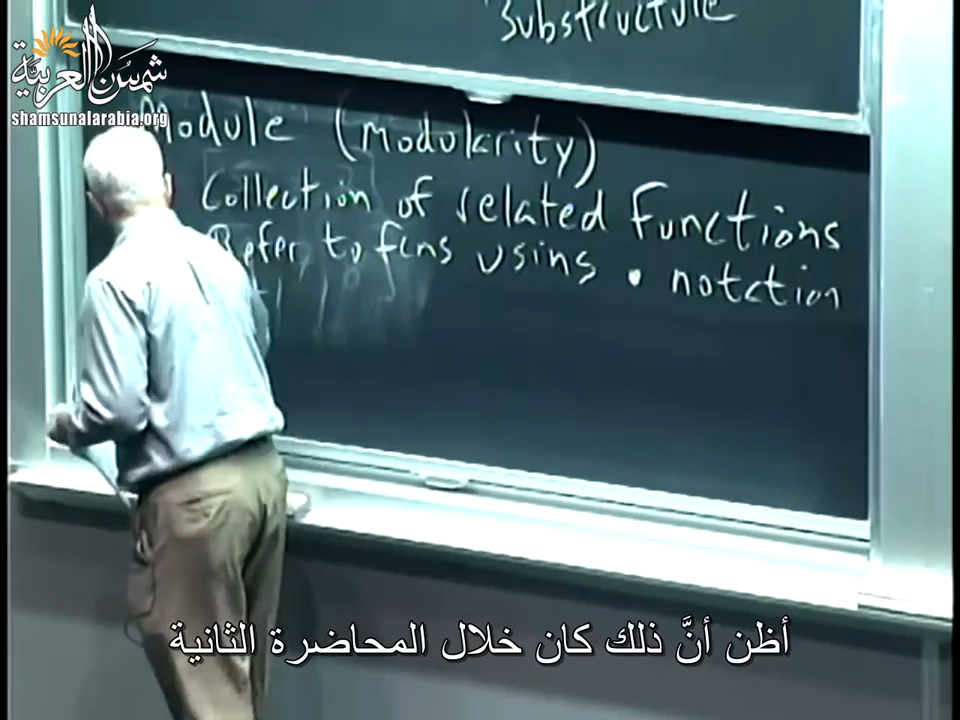 Substructure
شمس العربية
shamsunalarabia.org
Module (Modularity)
Collection of related functions
Refer to fcns using • notation
أظن أنَّ ذلك كان خلال المحاضرة الثانية